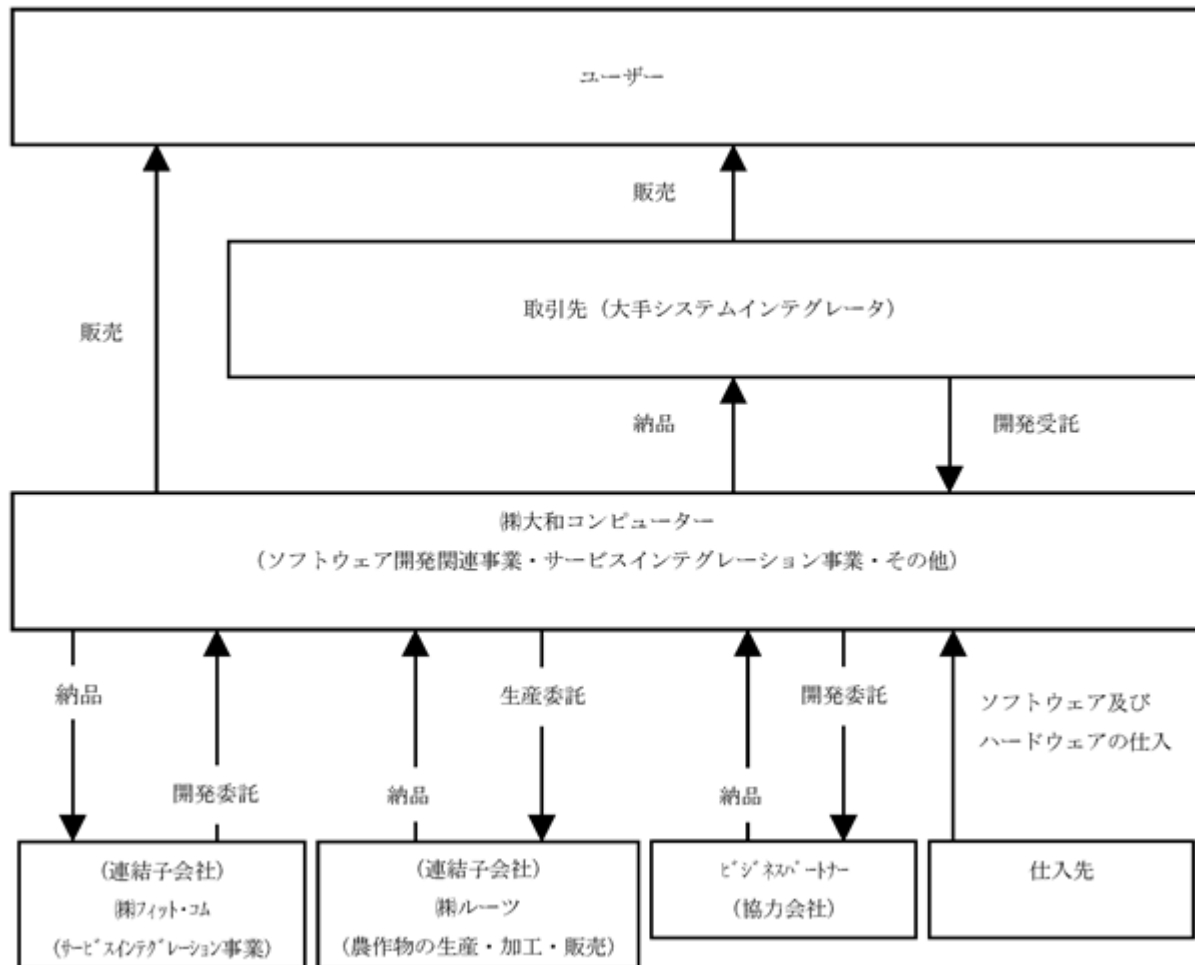 ユーザー
販売
取引先（大手システムインテグレータ）
販売
納品
開発受託
㈱大和コンピューター
（ソフトウェア開発関連事業・サービスインテグレーション事業・その他）
納品
生産委託
開発委託
ソフトウェア及び
ハードウェアの仕入
開発委託
納品
納品
（連結子会社）
㈱フィット・コム
（ｻｰﾋﾞｽインテグレーション事業）
（連結子会社）
㈱ルーツ
（農作物の生産・加工・販売）
ﾋﾞｼﾞﾈｽﾊﾟｰﾄﾅｰ
（協力会社）
仕入先